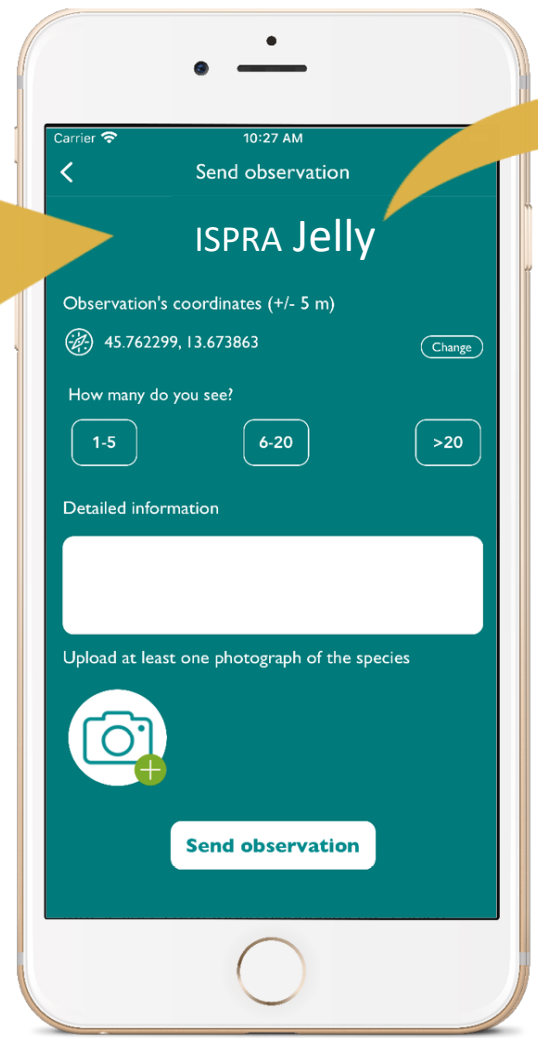 Carrier 10:27 AM
Send observation
ISPRA Jelly
Observation's coordinates (+/- 5 m)
45.762299, 13.673863 Change
How many do you see?
1-5 6-20 >20
Detailed information
Upload at least one photograph of the species
Send observation